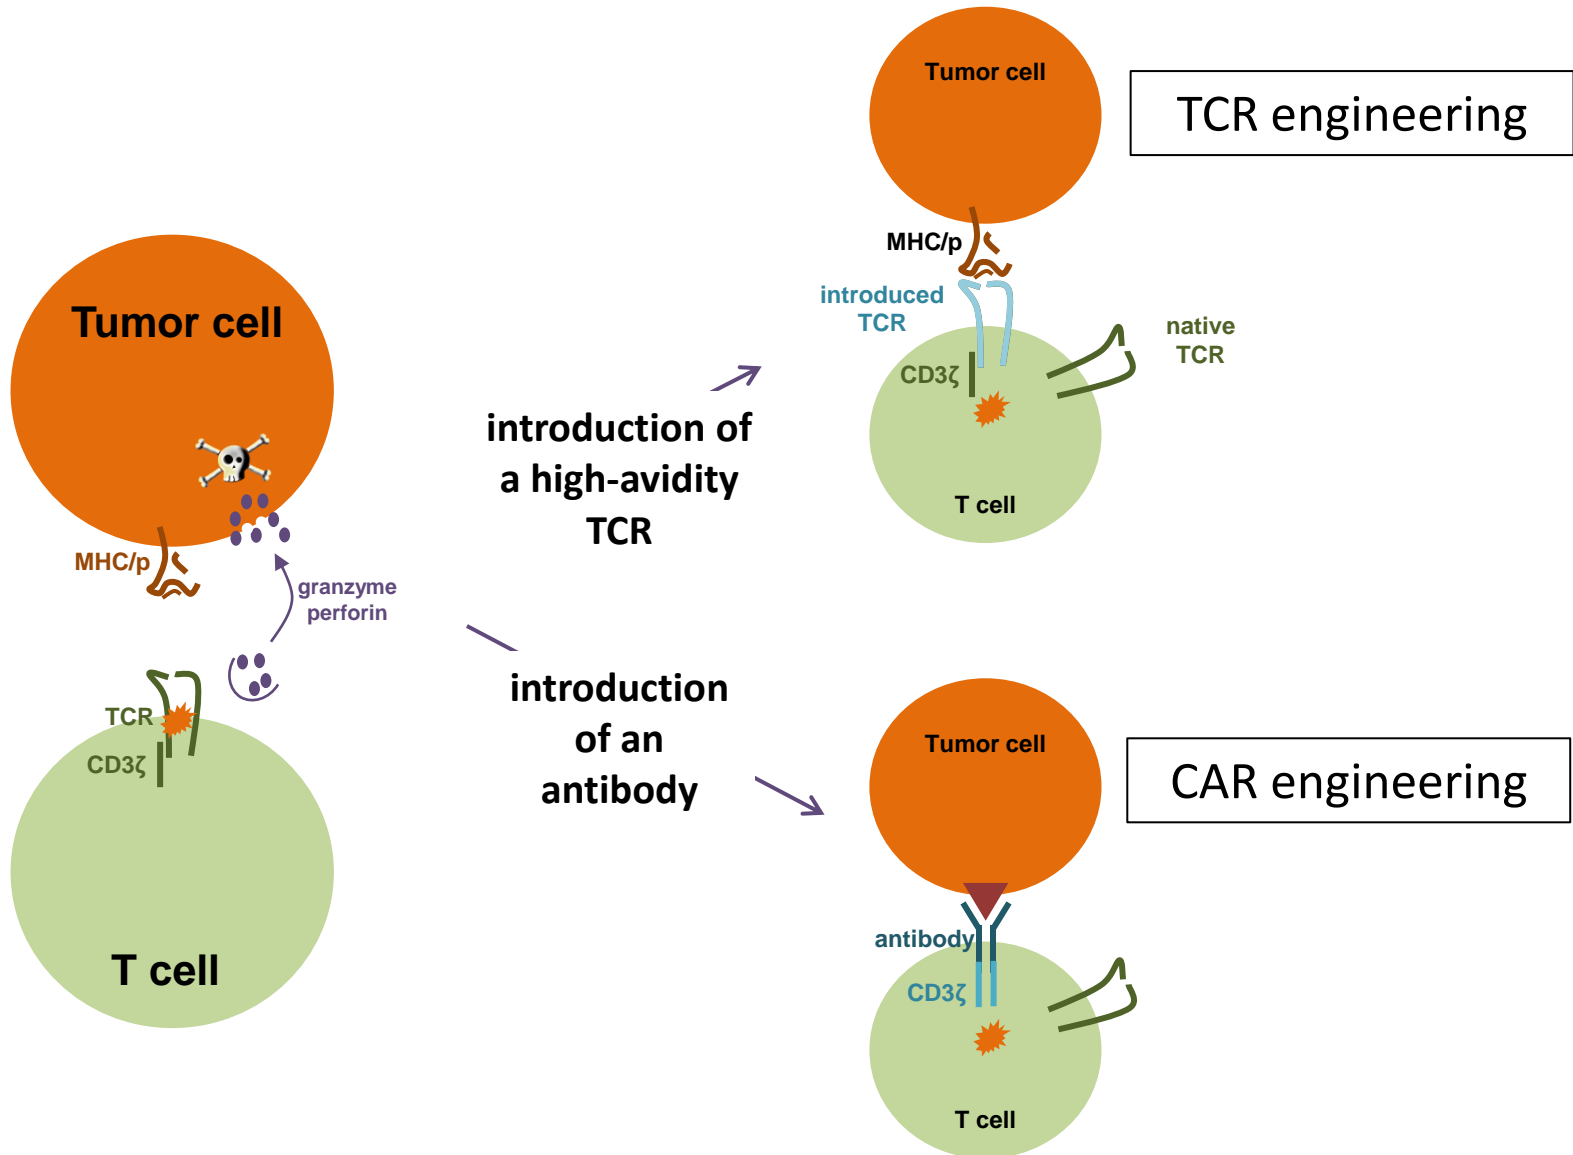 Tumor cell
MHC/p
granzyme
perforin
TCR
CD3ζ
T cell
introduction of
a high-avidity
TCR
introduction
of an
antibody
Tumor cell
TCR engineering
MHC/p
introduced
TCR
native
TCR
CD3ζ
T cell
Tumor cell
CAR engineering
antibody
CD3ζ
T cell